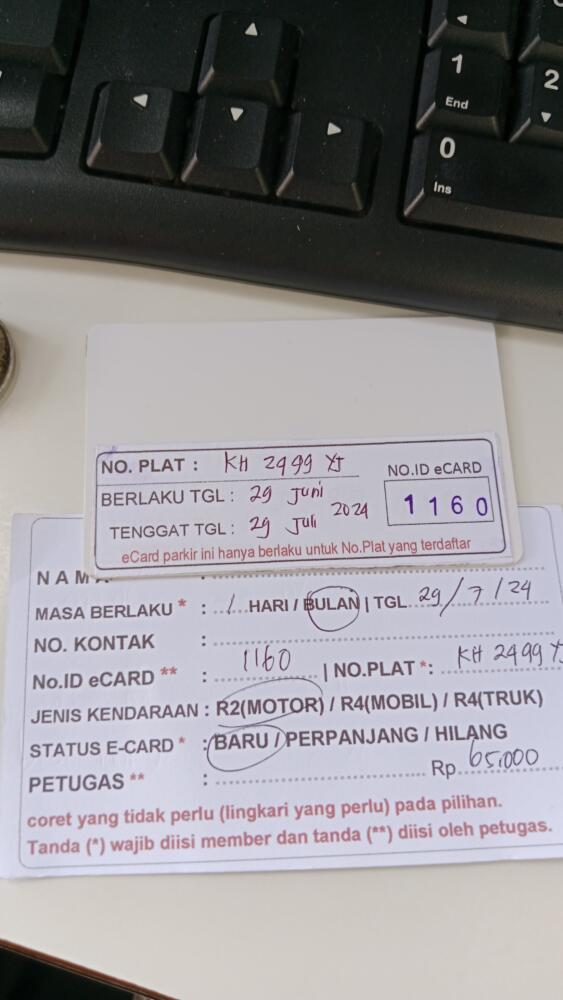 1
End
2
0
Ins
NO. PLAT : KH 2499 YJ
BERLAKU TGL : 29 Juni
TENGGAT TGL : 29 Juli 2024
NO.ID eCARD
1160
eCard parkir ini hanya berlaku untuk No.Plat yang terdaftar
NAMA :
MASA BERLAKU * : 1 HARI / BULAN | TGL 29/7/24
NO. KONTAK :
No.ID eCARD ** : 1160 | NO.PLAT *: KH 2499 YJ
JENIS KENDARAAN : R2(MOTOR) / R4(MOBIL) / R4(TRUK)
STATUS E-CARD * : BARU / PERPANJANG / HILANG
PETUGAS ** : Rp 65.000
coret yang tidak perlu (lingkari yang perlu) pada pilihan.
Tanda (*) wajib diisi member dan tanda (**) diisi oleh petugas.